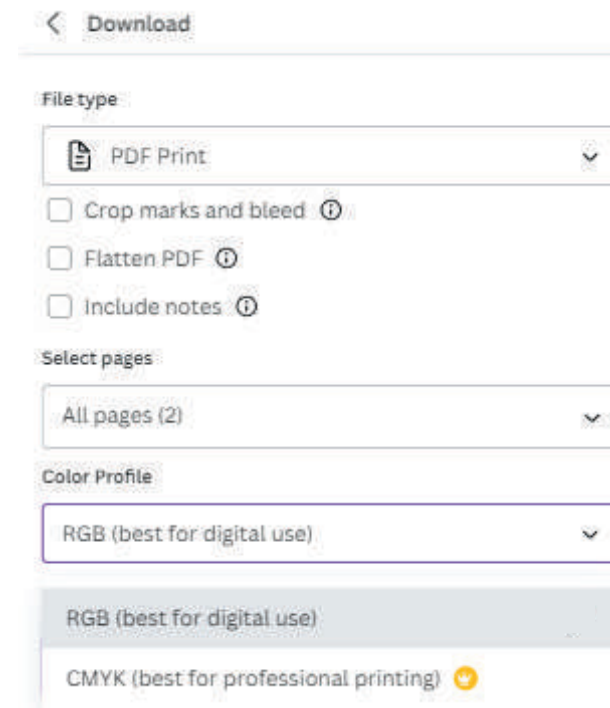 Download
File type
PDF Print
Crop marks and bleed
Flatten PDF
Include notes
Select pages
All pages (2)
Color Profile
RGB (best for digital use)
RGB (best for digital use)
CMYK (best for professional printing)